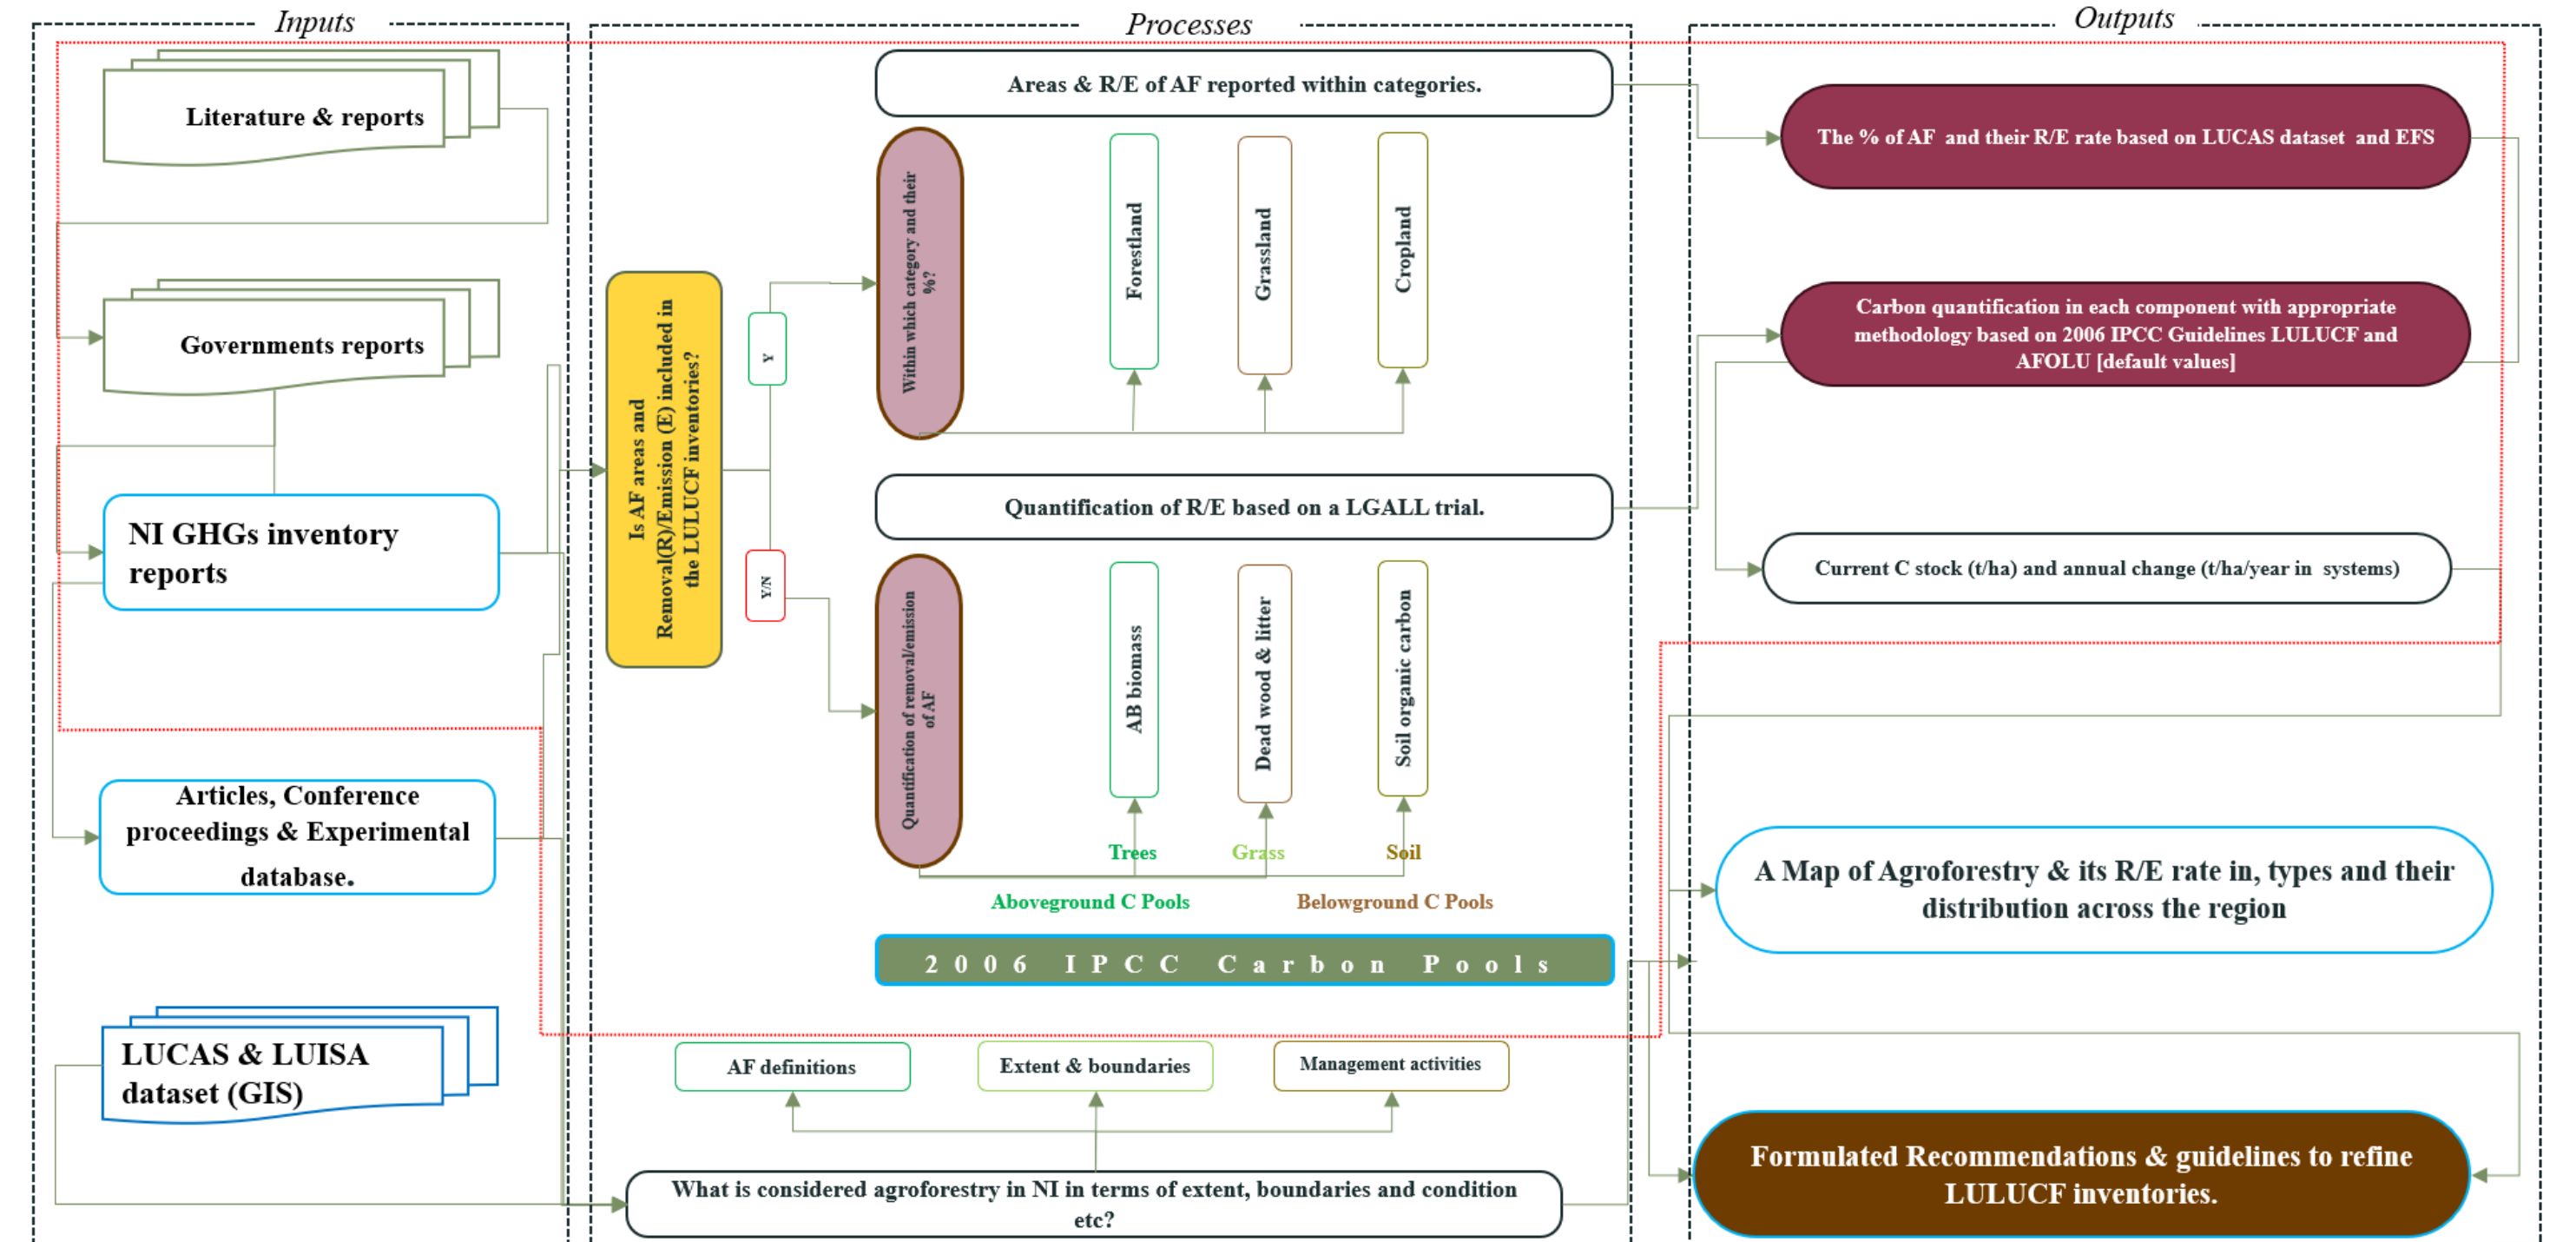 Inputs
Processes
Outputs
Literature & reports
Governments reports
NI GHGs inventory
reports
Articles, Conference
proceedings & Experimental
database.
LUCAS & LUISA
dataset (GIS)
Is AF areas and
Removal(R)/Emission (E) included in
the LULUCF inventories?
Y
Y/N
Areas & R/E of AF reported within categories.
Within which category and their
%?
Forestland
Grassland
Cropland
Quantification of R/E based on a LGALL trial.
Quantification of removal/emission
of AF
AB biomass
Dead wood & litter
Soil organic carbon
Trees
Grass
Soil
Aboveground C Pools
Belowground C Pools
2006 IPCC Carbon Pools
AF definitions
Extent & boundaries
Management activities
What is considered agroforestry in NI in terms of extent, boundaries and condition
etc?
The % of AF and their R/E rate based on LUCAS dataset and EFS
Carbon quantification in each component with appropriate
methodology based on 2006 IPCC Guidelines LULUCF and
AFOLU [default values]
Current C stock (t/ha) and annual change (t/ha/year in systems)
A Map of Agroforestry & its R/E rate in, types and their
distribution across the region
Formulated Recommendations & guidelines to refine
LULUCF inventories.